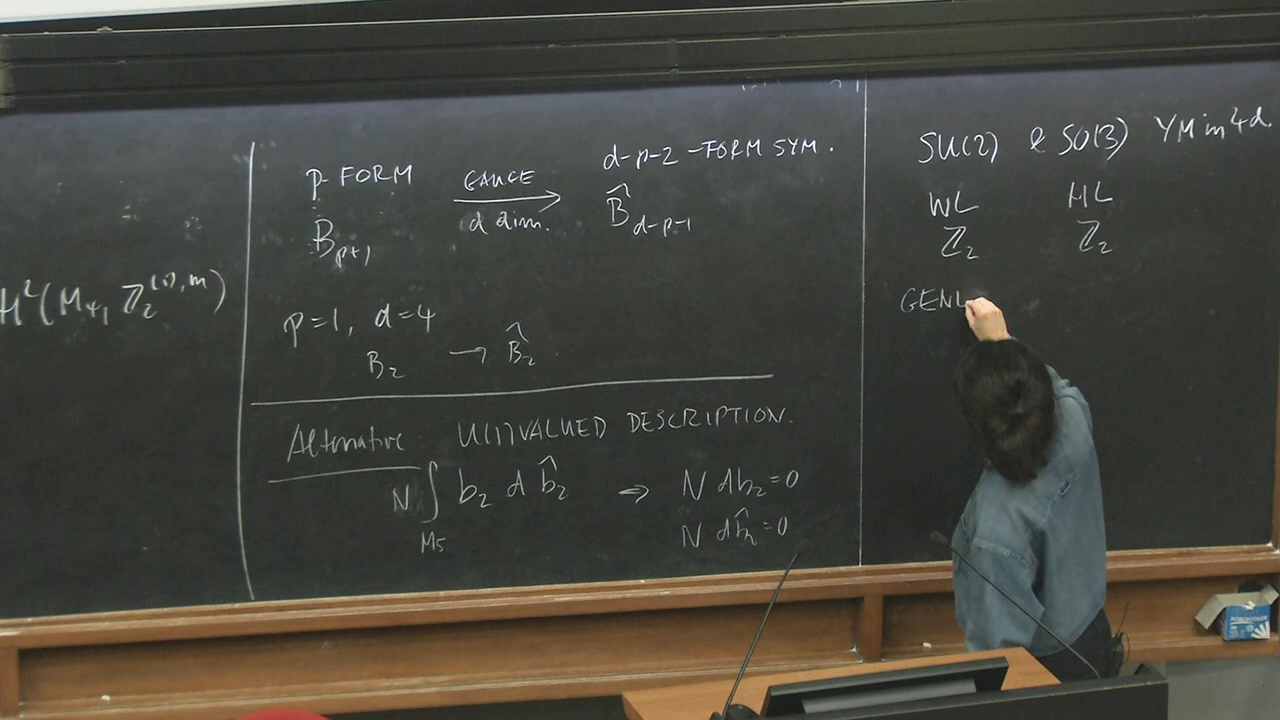 H²(M₄, ℤ₂^{(1),m})
p-FORM GAUGE d dim. → d-p-2-FORM SYM.
B_{p+1} B̂_{d-p-1}
p=1, d=4
B₂ → B̂₂
Alternative U(1) VALUED DESCRIPTION.
N ∫_{M₅} b₂ d b̂₂ ⇒ N db₂=0
N db̂₂=0
SU(2) & SO(3) YM in 4d.
WL HL
ℤ₂ ℤ₂